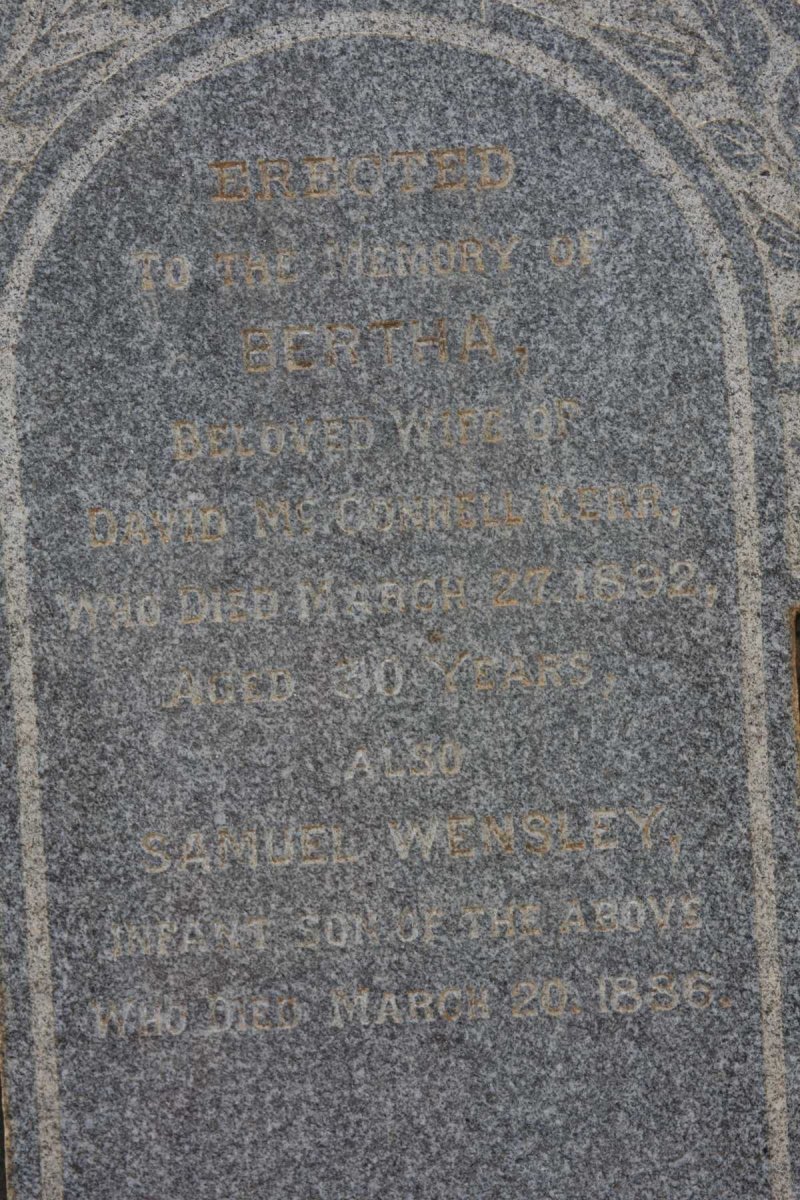 ERECTED
TO THE MEMORY OF
BERTHA,
BELOVED WIFE OF
DAVID MC CONNELL KERR,
WHO DIED MARCH 27. 1892,
AGED 30 YEARS,
ALSO
SAMUEL WENSLEY,
INFANT SON OF THE ABOVE
WHO DIED MARCH 20. 1886.